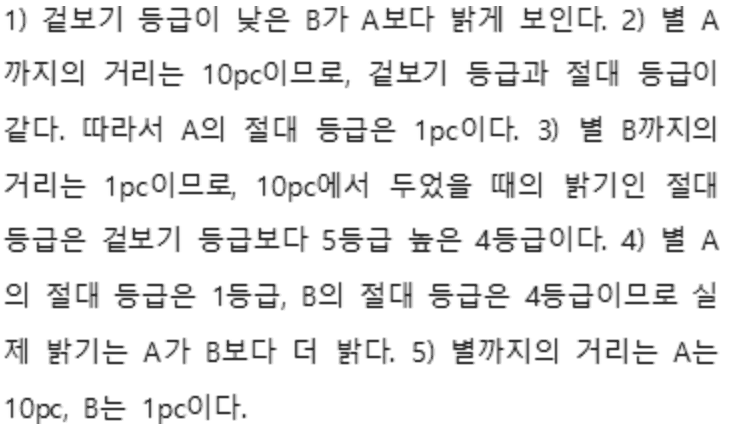 1) 겉보기 등급이 낮은 B가 A보다 밝게 보인다. 2) 별 A
까지의 거리는 10pc이므로, 겉보기 등급과 절대 등급이
같다. 따라서 A의 절대 등급은 1pc이다. 3) 별 B까지의
거리는 1pc이므로, 10pc에서 두었을 때의 밝기인 절대
등급은 겉보기 등급보다 5등급 높은 4등급이다. 4) 별 A
의 절대 등급은 1등급, B의 절대 등급은 4등급이므로 실
제 밝기는 A가 B보다 더 밝다. 5) 별까지의 거리는 A는
10pc, B는 1pc이다.